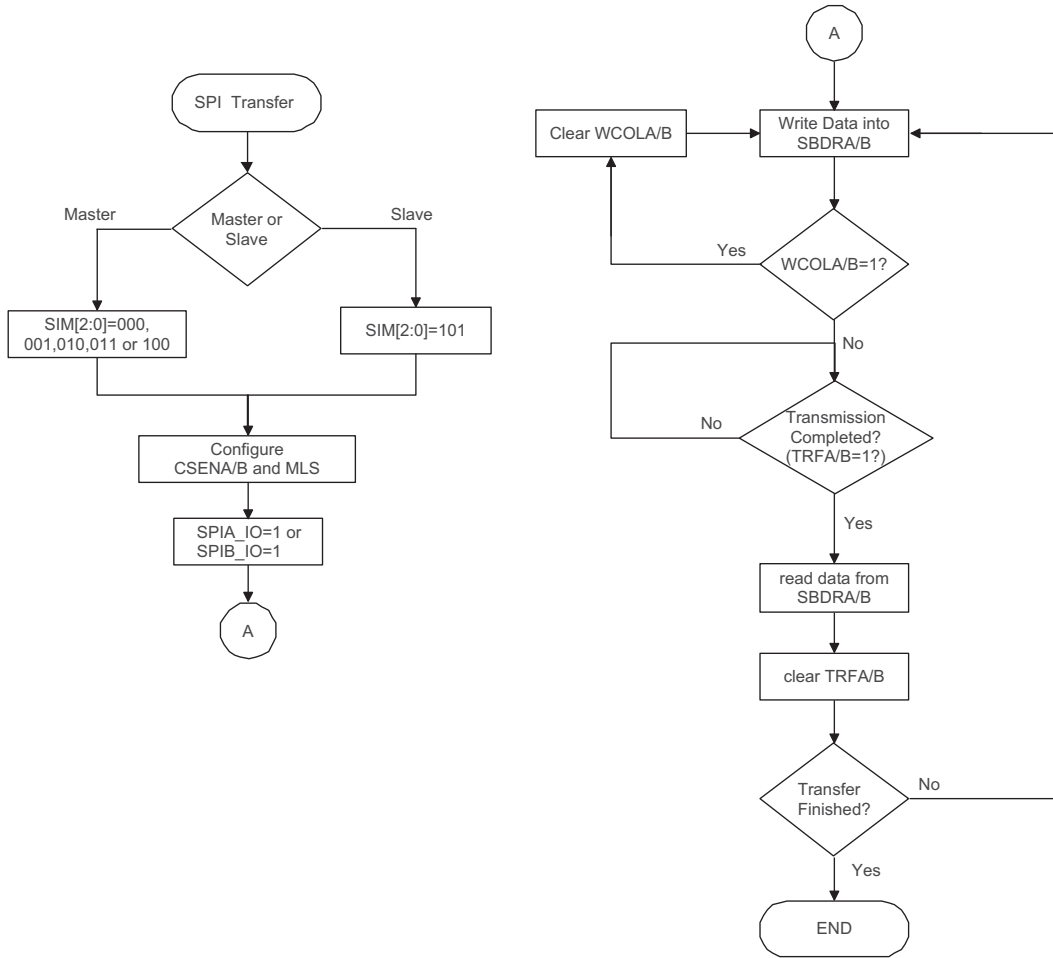 SPI Transfer
Master
Master or
Slave
Slave
SIM[2:0]=000,
001,010,011 or 100
SIM[2:0]=101
Configure
CSENA/B and MLS
SPIA_IO=1 or
SPIB_IO=1
A
A
Clear WCOLA/B
Write Data into
SBDRA/B
Yes
WCOLA/B=1?
No
No
Transmission
Completed?
(TRFA/B=1?)
Yes
read data from
SBDRA/B
clear TRFA/B
Transfer
Finished?
No
Yes
END